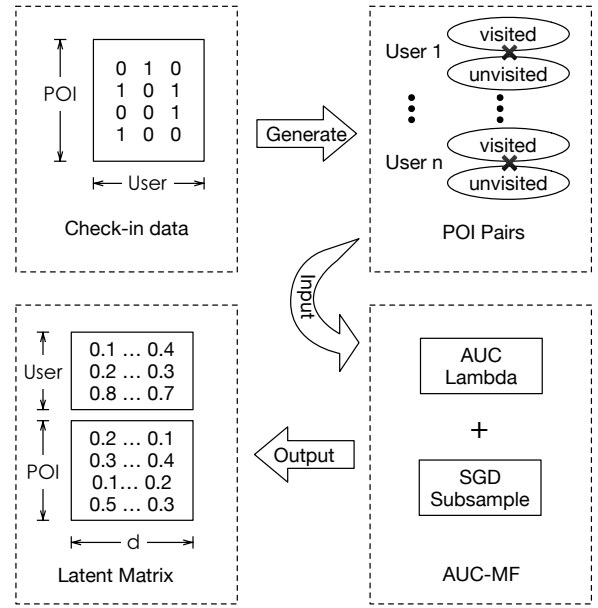 POI
0 1 0
1 0 1
0 0 1
1 0 0
User
Check-in data
Generate
User 1
visited
unvisited
User n
visited
unvisited
POI Pairs
Input
AUC
Lambda
+
SGD
Subsample
AUC-MF
Output
User
0.1 ... 0.4
0.2 ... 0.3
0.8 ... 0.7
POI
0.2 ... 0.1
0.3 ... 0.4
0.1... 0.2
0.5 ... 0.3
d
Latent Matrix